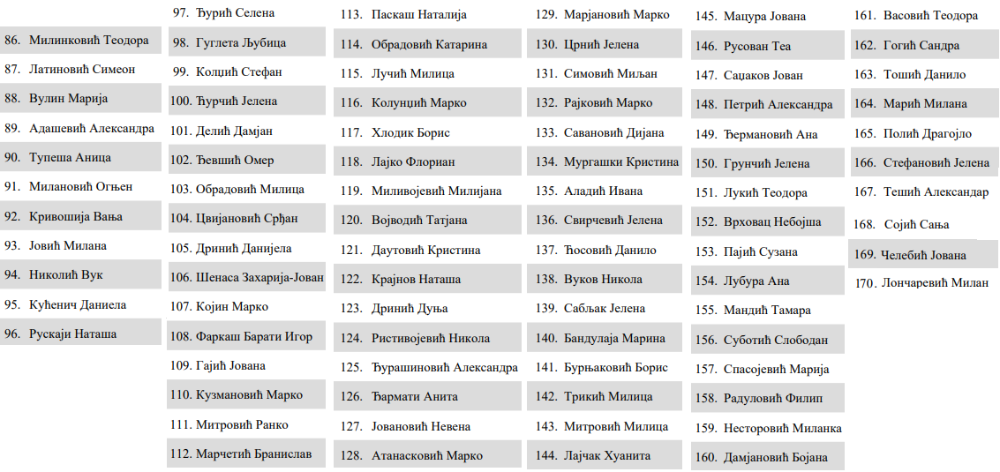 86. Милинковић Теодора
87. Латиновић Симеон
88. Вулин Марија
89. Адашевић Александра
90. Тупеша Аница
91. Милановић Огњен
92. Кривошија Вања
93. Јовић Милана
94. Николић Вук
95. Кућенич Даниела
96. Рускаји Наташа
97. Ђурић Селена
98. Гуглета Љубица
99. Колџић Стефан
100. Ћурчић Јелена
101. Делић Дамјан
102. Ђевшић Омер
103. Обрадовић Милица
104. Цвијановић Срђан
105. Дринић Данијела
106. Шенаса Захарија-Јован
107. Којин Марко
108. Фаркаш Барати Игор
109. Гајић Јована
110. Кузмановић Марко
111. Митровић Ранко
112. Марчетић Бранислав
113. Паскаш Наталија
114. Обрадовић Катарина
115. Лучић Милица
116. Колунџић Марко
117. Хлодик Борис
118. Лајко Флориан
119. Миливојевић Милијана
120. Војводић Татјана
121. Даутовић Кристина
122. Крајнов Наташа
123. Дринић Дуња
124. Ристивојевић Никола
125. Ђурашиновић Александра
126. Ђармати Анита
127. Јовановић Невена
128. Атанасковић Марко
129. Марјановић Марко
130. Црнић Јелена
131. Симовић Миљан
132. Рајковић Марко
133. Савановић Дијана
134. Мургашки Кристина
135. Аладић Ивана
136. Свирчевић Јелена
137. Ћосовић Данило
138. Вуков Никола
139. Сабљак Јелена
140. Бандулаја Марина
141. Бурњаковић Борис
142. Трикић Милица
143. Митровић Милица
144. Лајчак Хуанита
145. Мацура Јована
146. Русован Теа
147. Саџаков Јован
148. Петрић Александра
149. Ђермановић Ана
150. Грунчић Јелена
151. Лукић Теодора
152. Врховац Небојша
153. Пајић Сузана
154. Лубура Ана
155. Мандић Тамара
156. Суботић Слободан
157. Спасојевић Марија
158. Радуловић Филип
159. Несторовић Миланка
160. Дамјановић Бојана
161. Васовић Теодора
162. Гогић Сандра
163. Тошић Данило
164. Марић Милана
165. Полић Драгојло
166. Стефановић Јелена
167. Тешић Александар
168. Сојић Сања
169. Челебић Јована
170. Лончаревић Милан